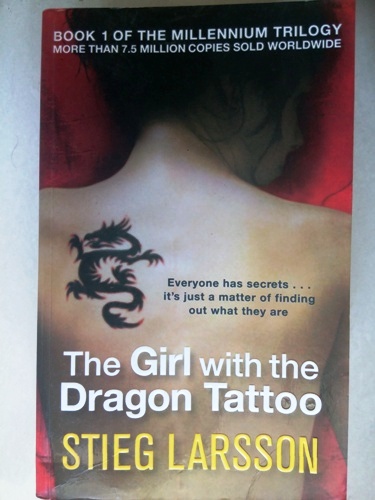 BOOK 1 OF THE MILLENNIUM TRILOGY
MORE THAN 7.5 MILLION COPIES SOLD WORLDWIDE
Everyone has secrets . . .
it's just a matter of finding
out what they are
The Girl with the
Dragon Tattoo
STIEG LARSSON